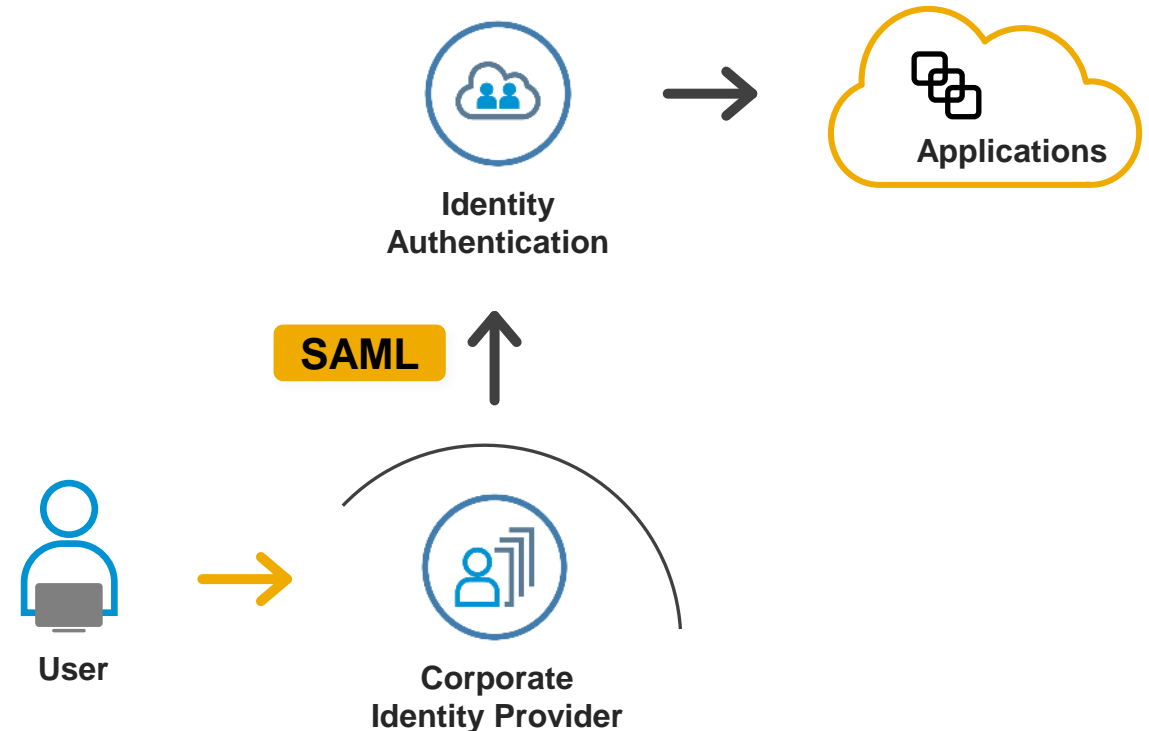 Applications
Identity
Authentication
SAML
User
Corporate
Identity Provider